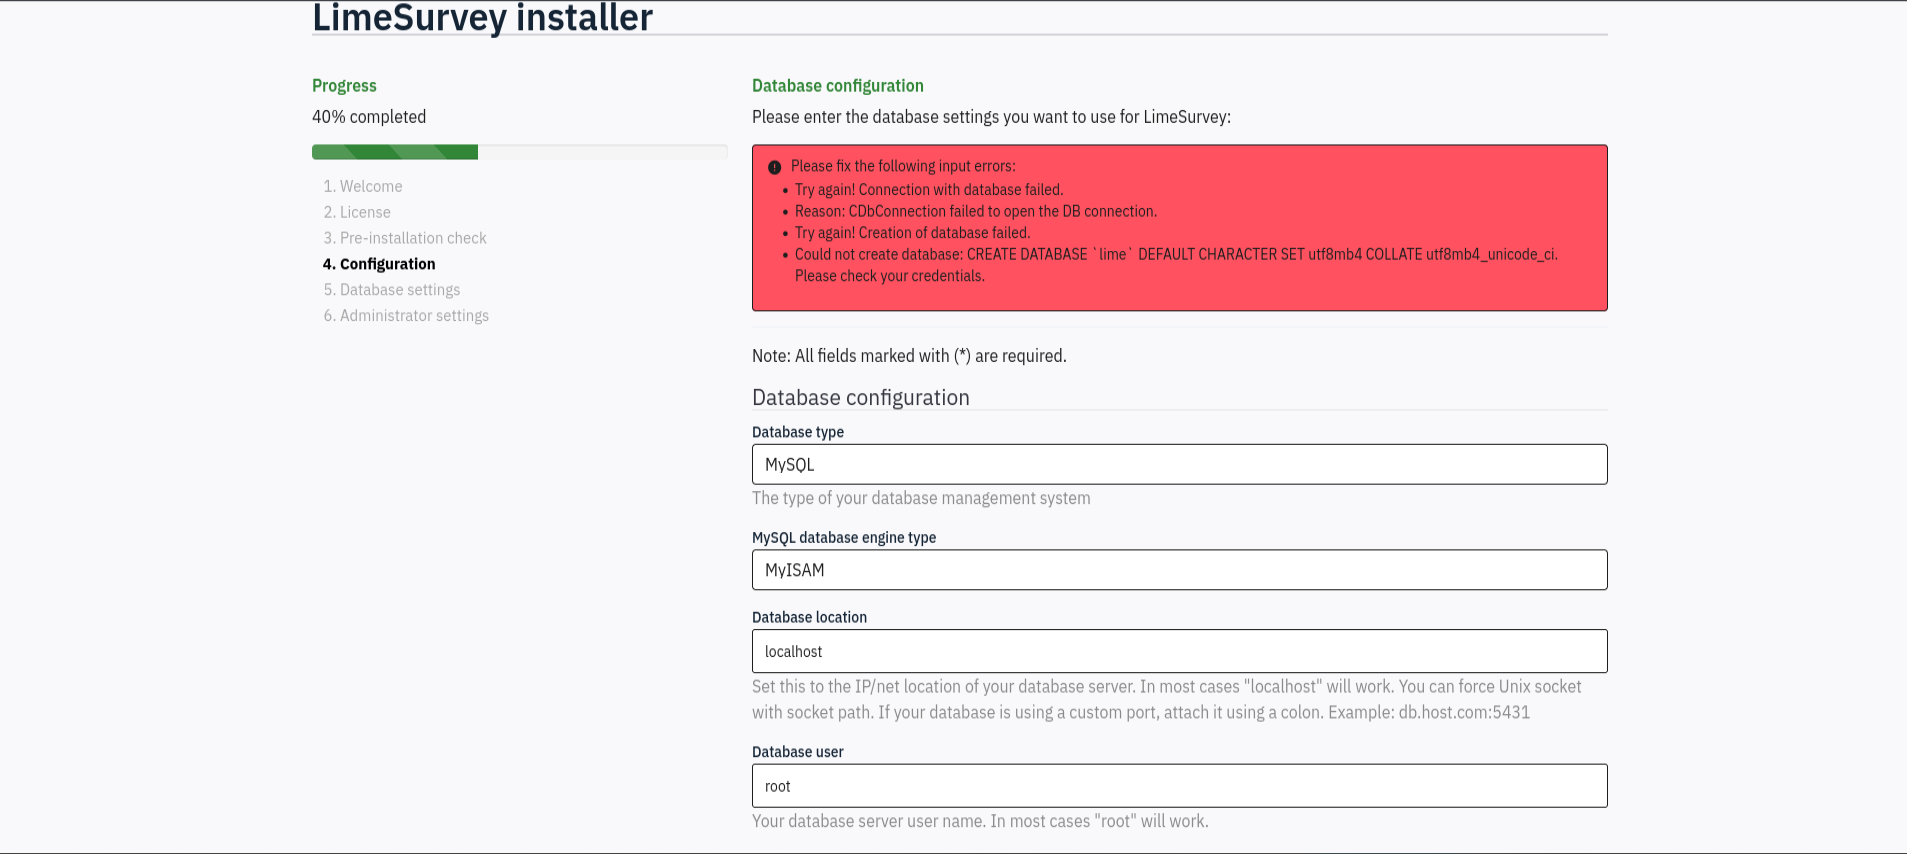 LimeSurvey installer
Progress
40% completed
1. Welcome
2. License
3. Pre-installation check
4. Configuration
5. Database settings
6. Administrator settings
Database configuration
Please enter the database settings you want to use for LimeSurvey:
Please fix the following input errors:
• Try again! Connection with database failed.
• Reason: CDbConnection failed to open the DB connection.
• Try again! Creation of database failed.
• Could not create database: CREATE DATABASE `lime` DEFAULT CHARACTER SET utf8mb4 COLLATE utf8mb4_unicode_ci.
Please check your credentials.
Note: All fields marked with (*) are required.
Database configuration
Database type
MySQL
The type of your database management system
MySQL database engine type
MyISAM
Database location
localhost
Set this to the IP/net location of your database server. In most cases "localhost" will work. You can force Unix socket
with socket path. If your database is using a custom port, attach it using a colon. Example: db.host.com:5431
Database user
root
Your database server user name. In most cases "root" will work.